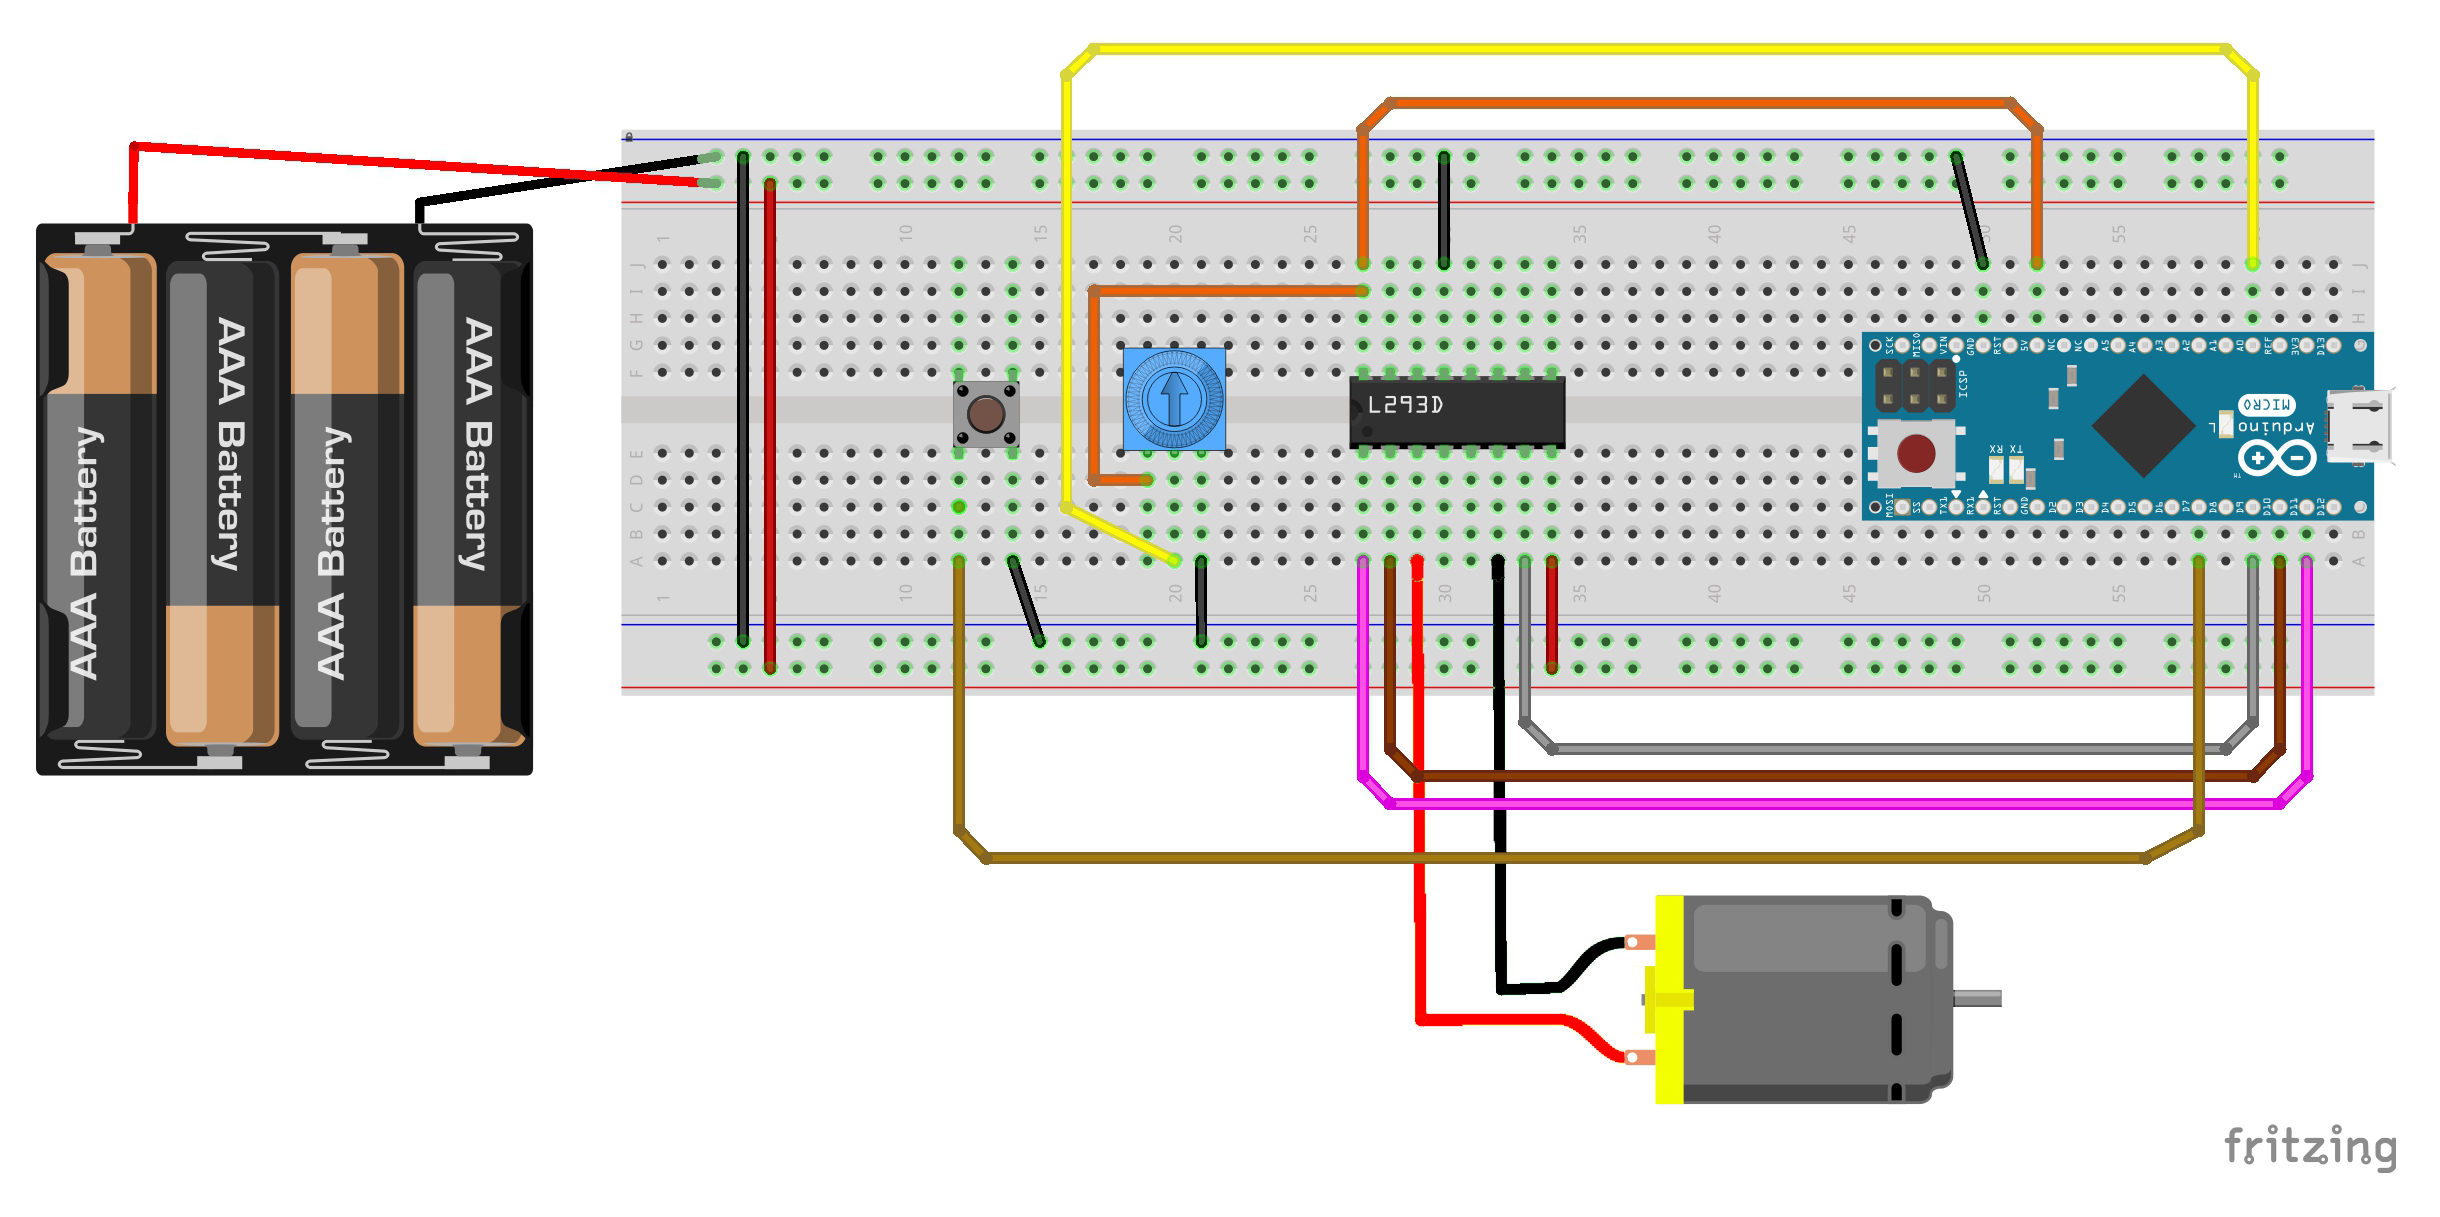 AAA Battery
AAA Battery
AAA Battery
AAA Battery
1
10
15
20
25
35
40
45
50
55
J
J
I
I
H
H
G
F
L293D
SCK
MISO
VIN
GND
RST
5V
NC
NC
A5
A4
A3
A2
A1
A0
REF
3V3
D13
ICSP
MICRO
Arduino
L
RX
TX
MOSI
SS
TX1
RX1
RST
GND
D2
D3
D4
D5
D6
D7
D8
D9
D10
D11
D12
E
D
C
B
B
A
A
1
10
15
20
25
30
35
40
45
50
55
fritzing